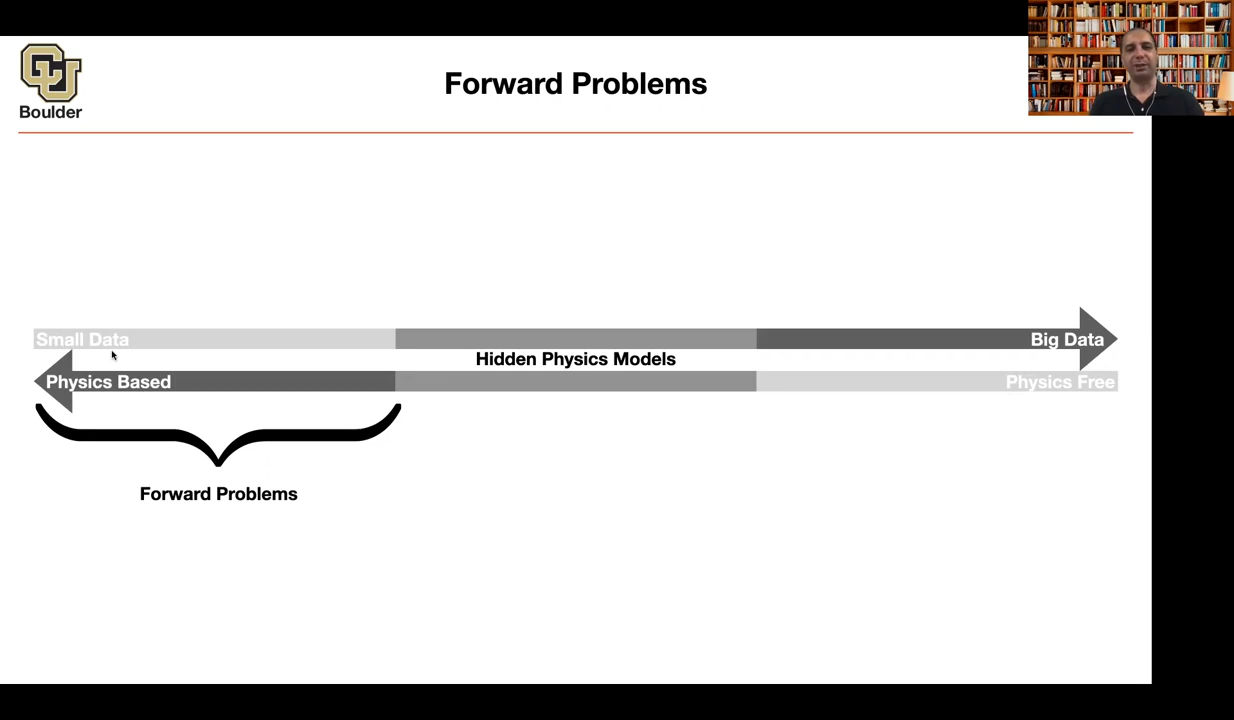 Boulder
Forward Problems
Small Data
Big Data
Hidden Physics Models
Physics Based
Physics Free
Forward Problems